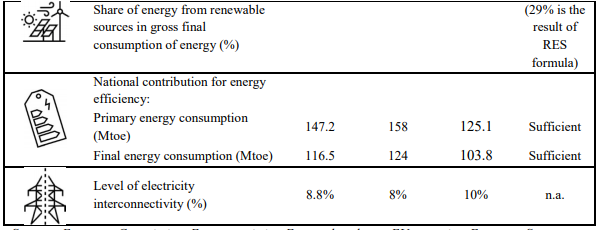 Share of energy from renewable
sources in gross final
consumption of energy (%)
(29% is the
result of
RES
formula)
National contribution for energy
efficiency:
Primary energy consumption
(Mtoe)
147.2 158 125.1 Sufficient
Final energy consumption (Mtoe) 116.5 124 103.8 Sufficient
Level of electricity
interconnectivity (%)
8.8% 8% 10% n.a.